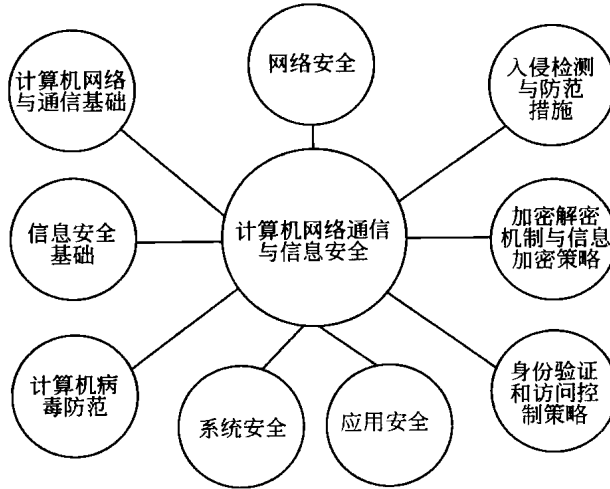 网络安全
计算机网络
与通信基础
入侵检测
与防范
措施
信息安全
基础
计算机网络通信
与信息安全
加密解密
机制与信息
加密策略
计算机病
毒防范
系统安全
应用安全
身份验证
和访问控
制策略